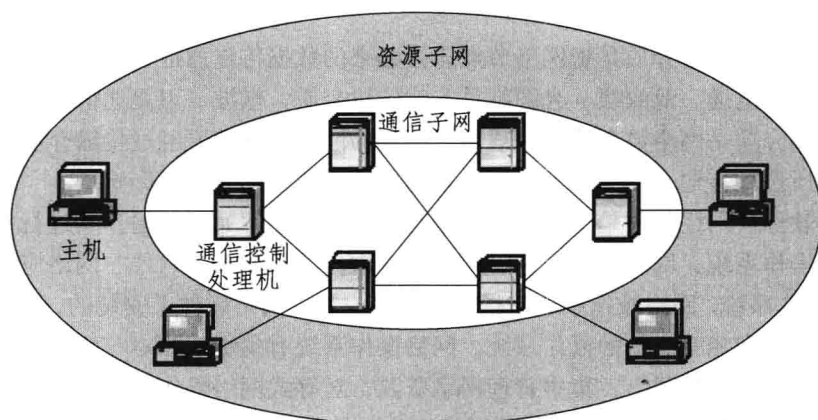 资源子网
通信子网
主机
通信控制
处理机